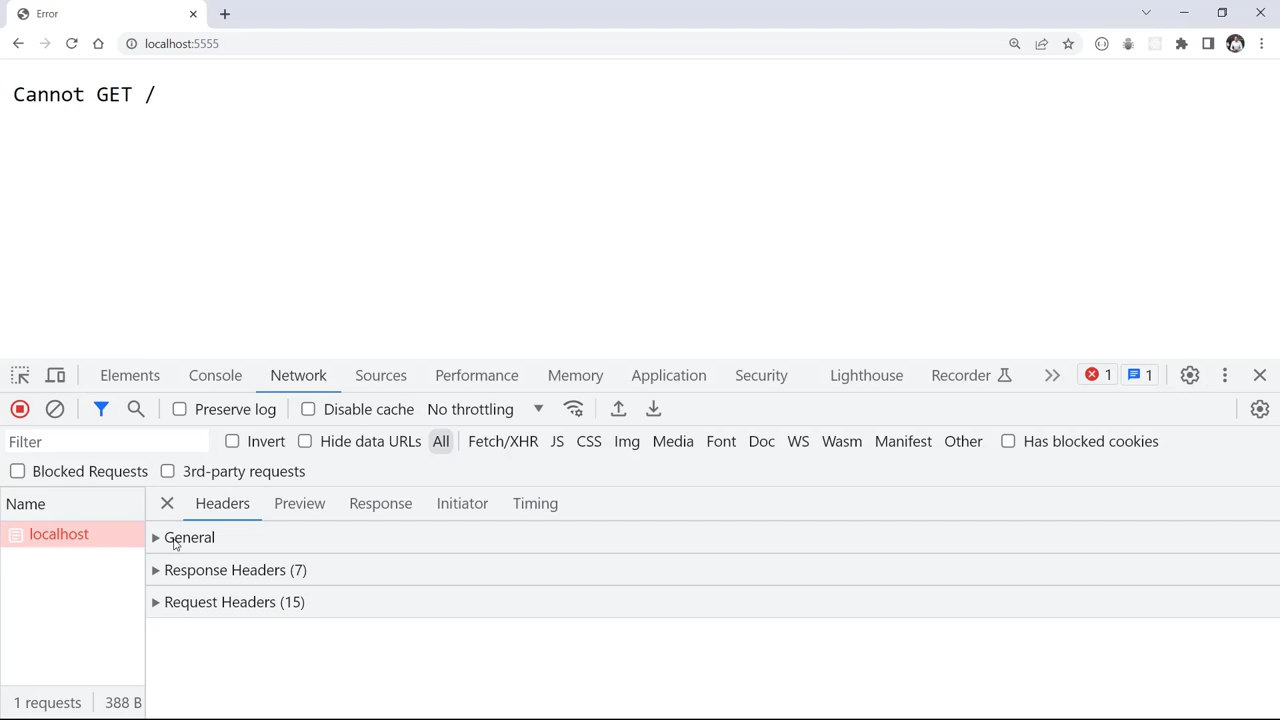 Error
localhost:5555
Cannot GET /
Elements Console Network Sources Performance Memory Application Security Lighthouse Recorder 1 1
Preserve log Disable cache No throttling
Filter Invert Hide data URLs All Fetch/XHR JS CSS Img Media Font Doc WS Wasm Manifest Other Has blocked cookies
Blocked Requests 3rd-party requests
Name Headers Preview Response Initiator Timing
localhost General
Response Headers (7)
Request Headers (15)
1 requests 388 B